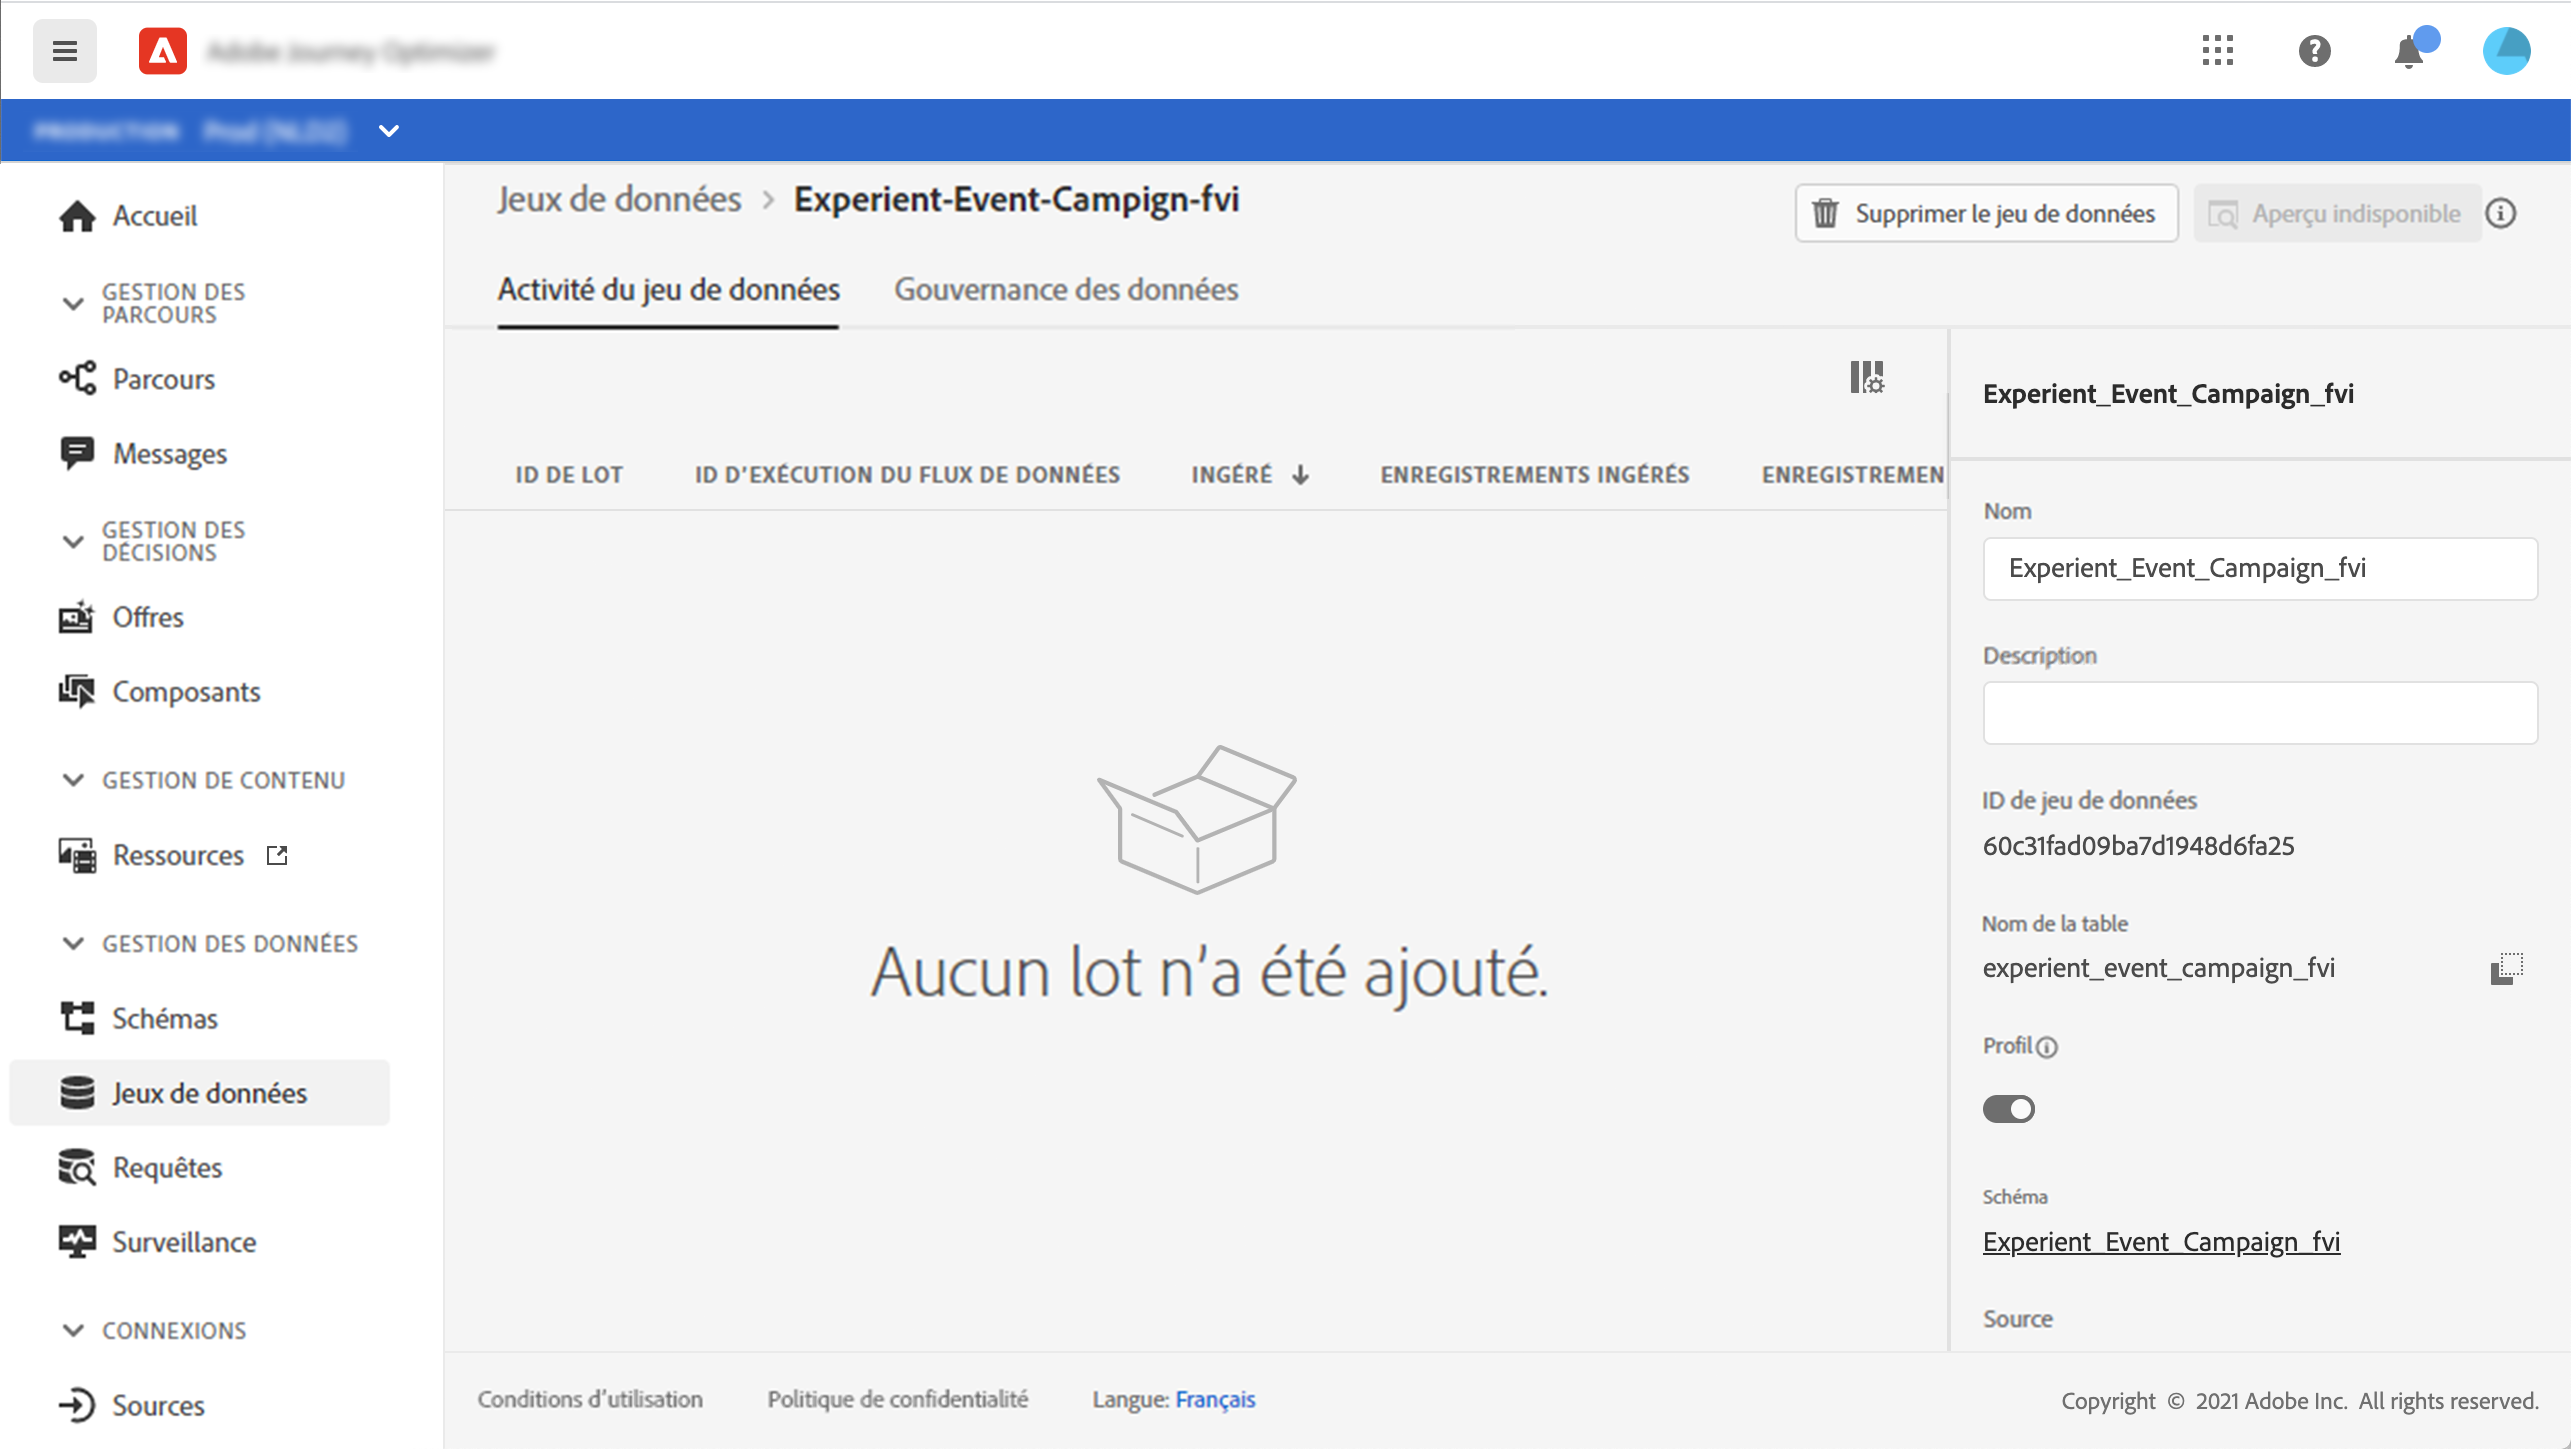 Jeux de données > Experient-Event-Campign-fvi
Supprimer le jeu de données
Aperçu indisponible
Activité du jeu de données
Gouvernance des données
Accueil
GESTION DES
PARCOURS
Parcours
Messages
GESTION DES
DÉCISIONS
Offres
Composants
GESTION DE CONTENU
Ressources
GESTION DES DONNÉES
Schémas
Jeux de données
Requêtes
Surveillance
CONNEXIONS
Sources
ID DE LOT
ID D'EXÉCUTION DU FLUX DE DONNÉES
INGÉRÉ
ENREGISTREMENTS INGÉRÉS
ENREGISTREMEN
Aucun lot n'a été ajouté.
Experient_Event_Campaign_fvi
Nom
Experient_Event_Campaign_fvi
Description
ID de jeu de données
60c31fad09ba7d1948d6fa25
Nom de la table
experient_event_campaign_fvi
Profil
Schéma
Experient_Event_Campaign_fvi
Source
Conditions d'utilisation
Politique de confidentialité
Langue: Français
Copyright © 2021 Adobe Inc. All rights reserved.